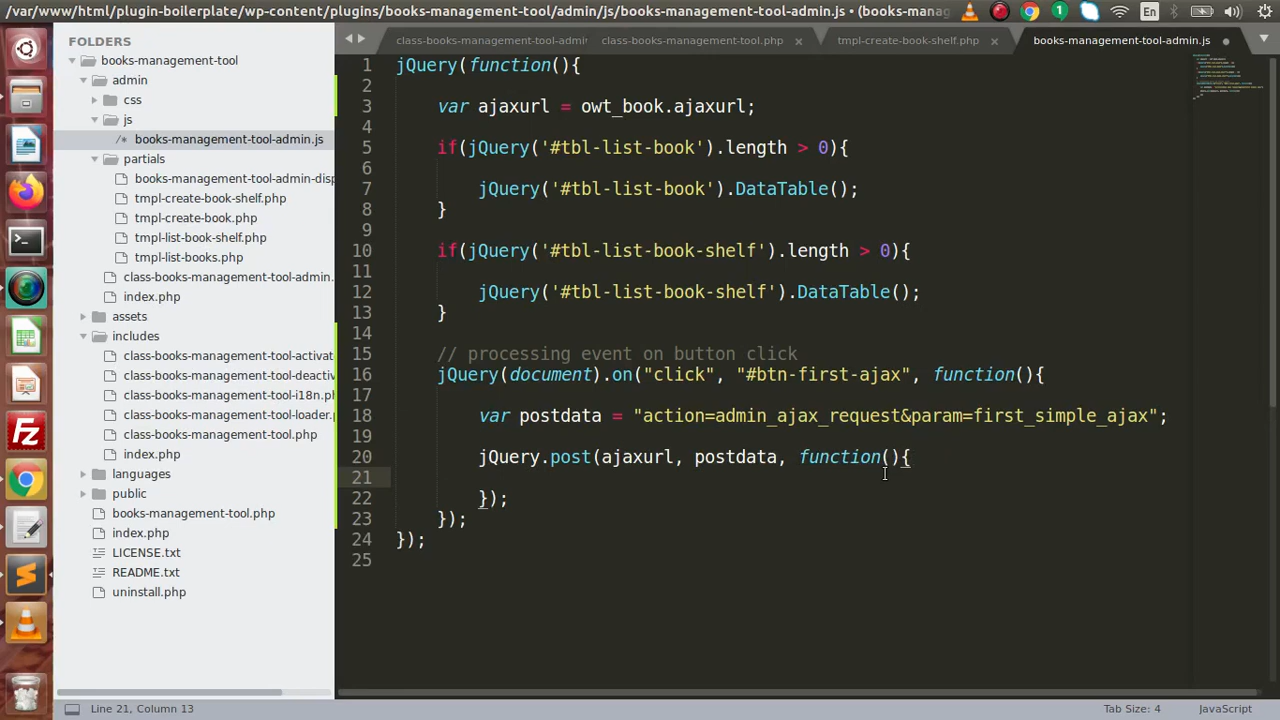 /var/www/html/plugin-boilerplate/wp-content/plugins/books-management-tool/admin/js/books-management-tool-admin.js • (books-manag
En
class-books-management-tool-admin
class-books-management-tool.php ×
tmpl-create-book-shelf.php ×
books-management-tool-admin.js
FOLDERS
books-management-tool
admin
css
js
/* books-management-tool-admin.js
partials
books-management-tool-admin-disp
tmpl-create-book-shelf.php
tmpl-create-book.php
tmpl-list-book-shelf.php
tmpl-list-books.php
class-books-management-tool-admin.
index.php
assets
includes
class-books-management-tool-activat
class-books-management-tool-deactiv
class-books-management-tool-i18n.ph
class-books-management-tool-loader.p
class-books-management-tool.php
index.php
languages
public
books-management-tool.php
index.php
LICENSE.txt
README.txt
uninstall.php
1 jQuery(function(){
2
3 var ajaxurl = owt_book.ajaxurl;
4
5 if(jQuery('#tbl-list-book').length > 0){
6
7 jQuery('#tbl-list-book').DataTable();
8 }
9
10 if(jQuery('#tbl-list-book-shelf').length > 0){
11
12 jQuery('#tbl-list-book-shelf').DataTable();
13 }
14
15 // processing event on button click
16 jQuery(document).on("click", "#btn-first-ajax", function(){
17
18 var postdata = "action=admin_ajax_request&param=first_simple_ajax";
19
20 jQuery.post(ajaxurl, postdata, function(){
21
22 });
23 });
24 });
25
Line 21, Column 13
Tab Size: 4
JavaScript